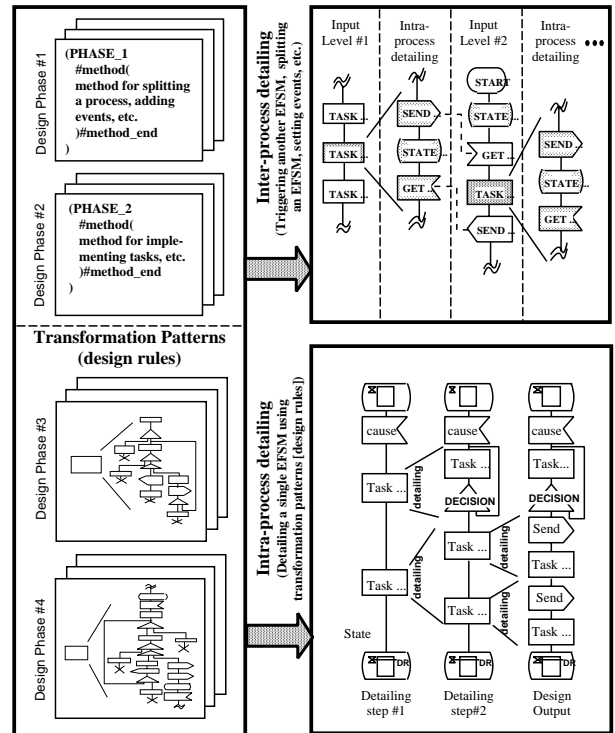 Design Phase #1
(PHASE_1
#method(
method for splitting
a process, adding
events, etc.
)#method_end
)
Design Phase #2
(PHASE_2
#method(
method for imple-
menting tasks, etc.
)#method_end
)
Transformation Patterns
(design rules)
Design Phase #3
Design Phase #4
Inter-process detailing
(Triggering another EFSM, splitting
an EFSM, setting events, etc.)
Intra-process detailing
(Detailing a single EFSM using
transformation patterns [design rules])
Input
Level #1
Intra-
process
detailing
Input
Level #2
Intra-
process
detailing
•••
TASK ...
TASK ...
TASK ...
SEND ...
STATE ...
GET ...
START
STATE ...
GET ...
TASK ...
SEND ...
SEND ...
STATE ...
GET ...
cause
Task ...
Task ...
State
DR
Detailing
step #1
detailing
detailing
cause
Task ...
DECISION
Task ...
Task ...
DR
Detailing
step#2
detailing
detailing
cause
Task...
DECISION
Send
Task ...
Send
Task ...
DR
Design
Output